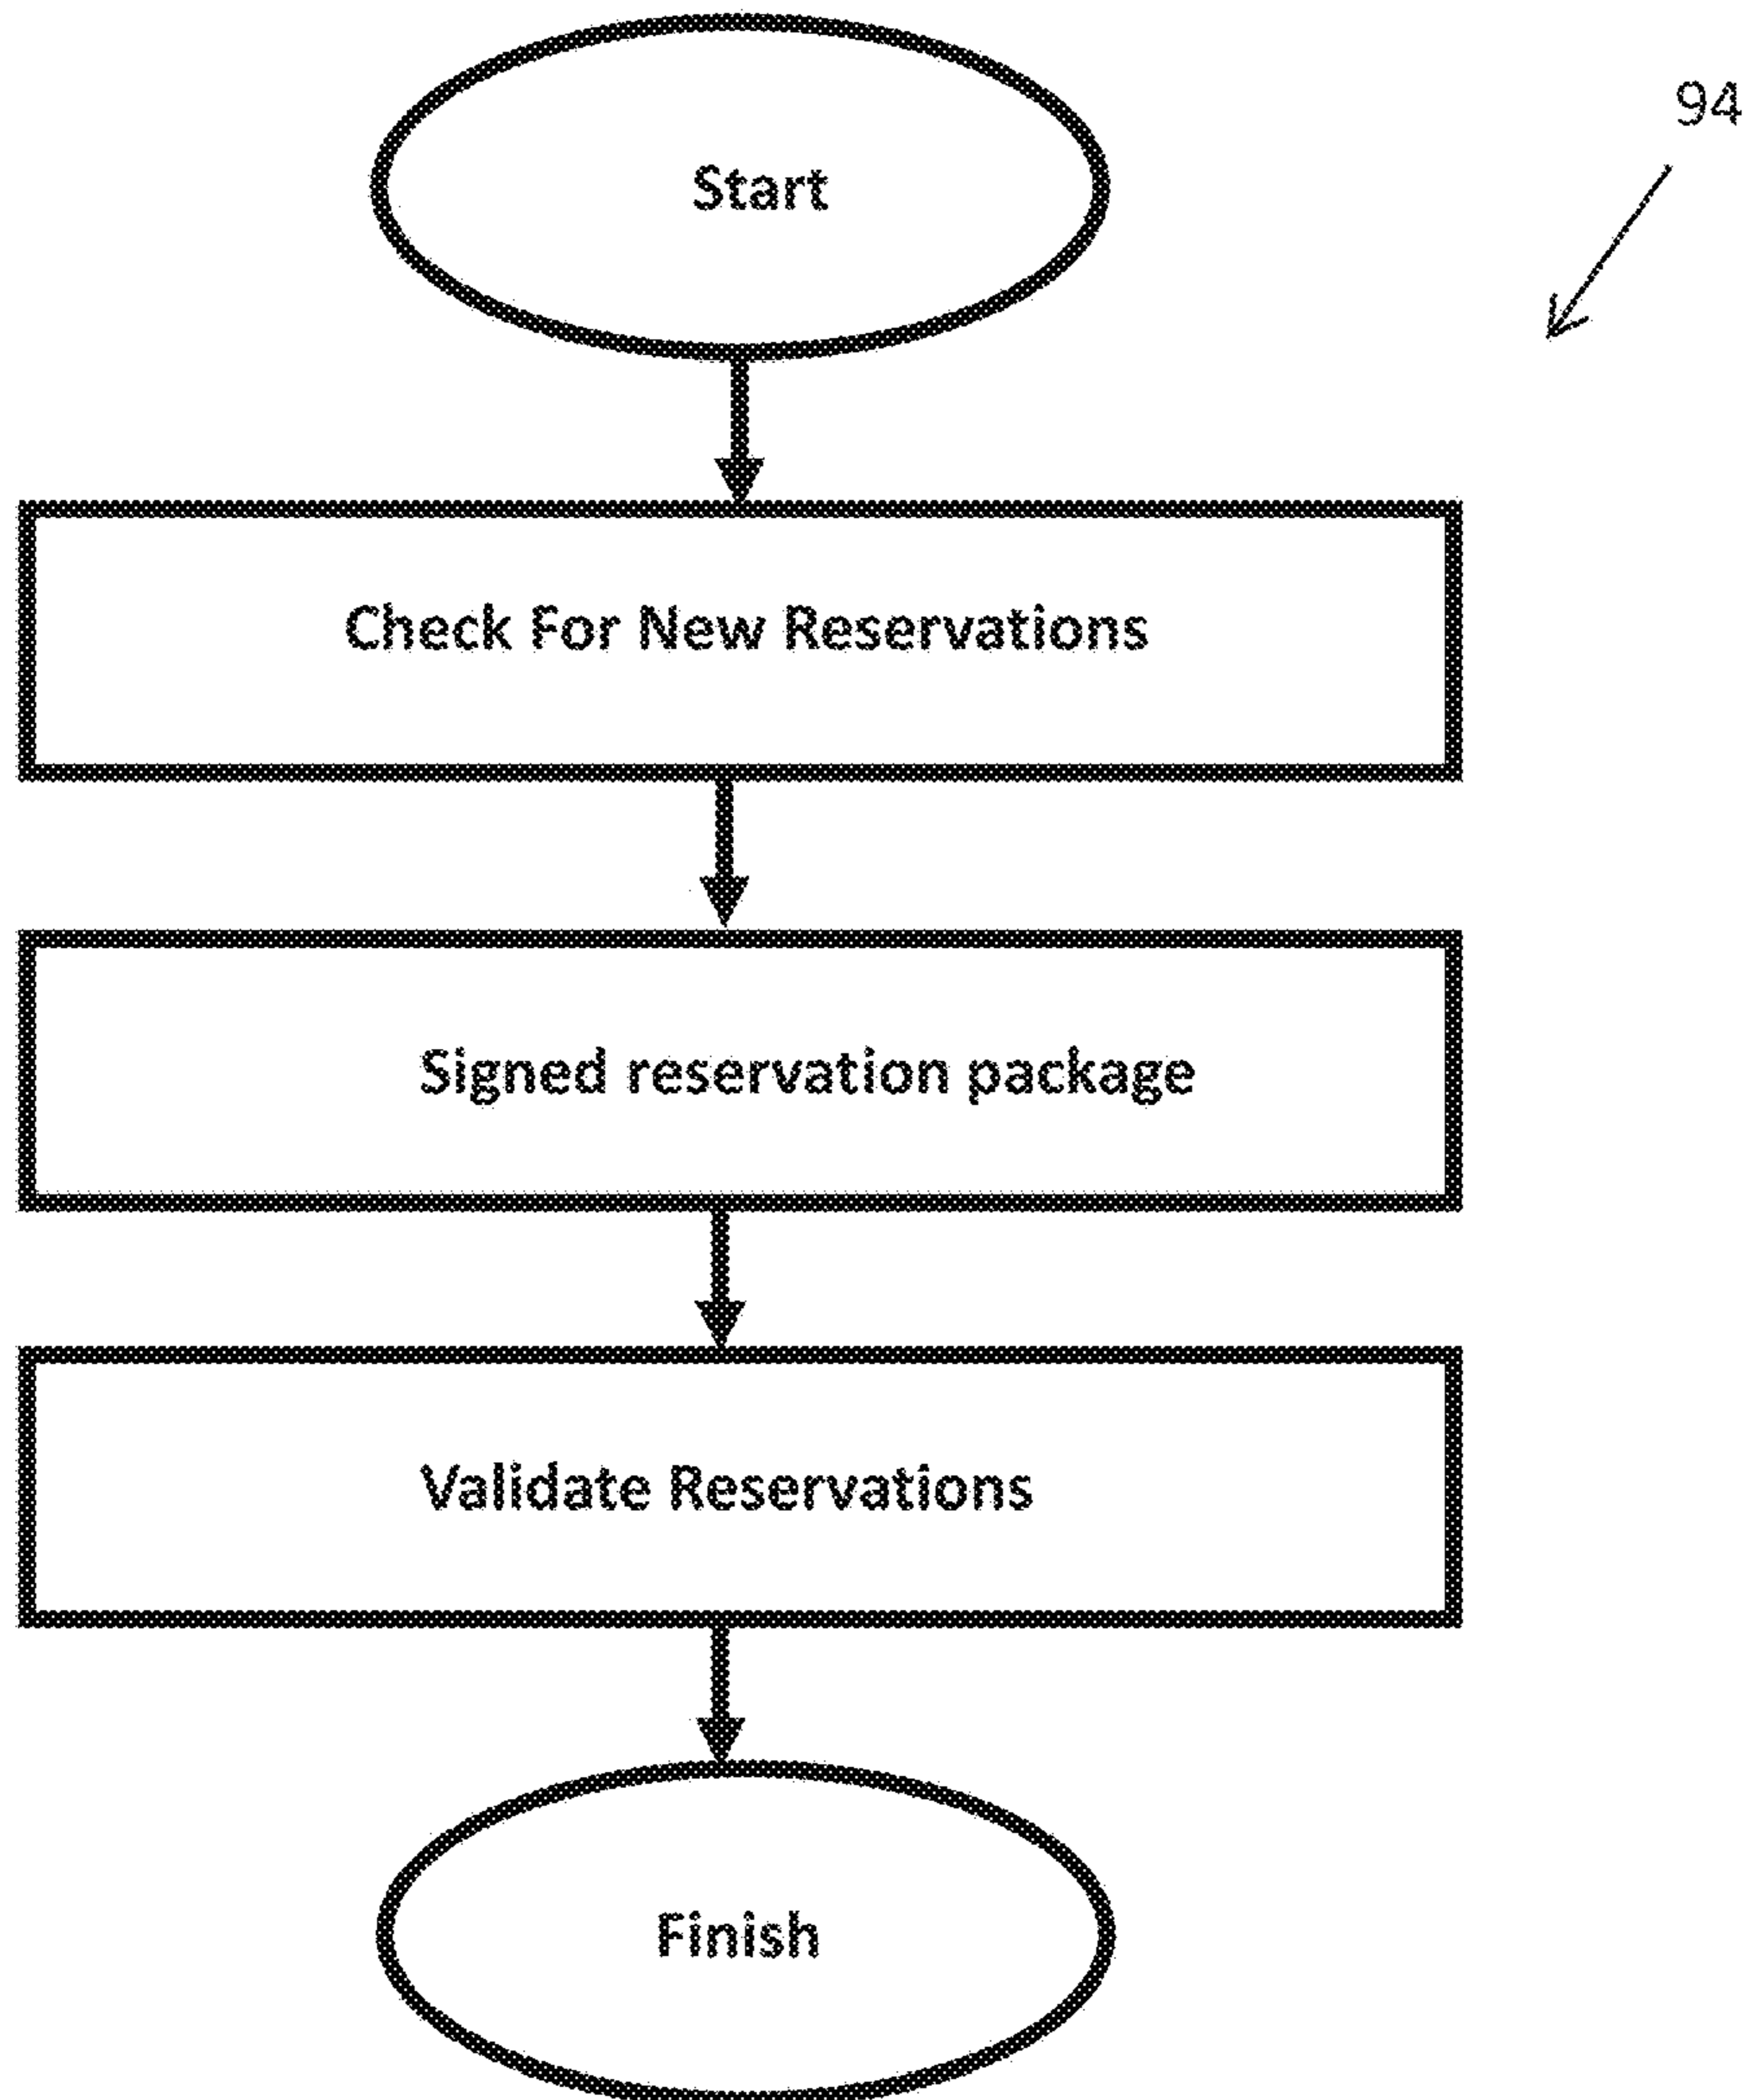 94
Start
Check For New Reservations
Signed reservation package
Validate Reservations
Finish